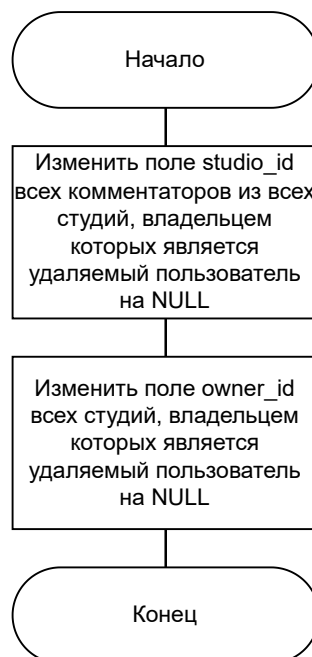 Начало
Изменить поле studio_id
всех комментаторов из всех
студий, владельцем
которых является
удаляемый пользователь
на NULL
Изменить поле owner_id
всех студий, владельцем
которых является
удаляемый пользователь
на NULL
Конец